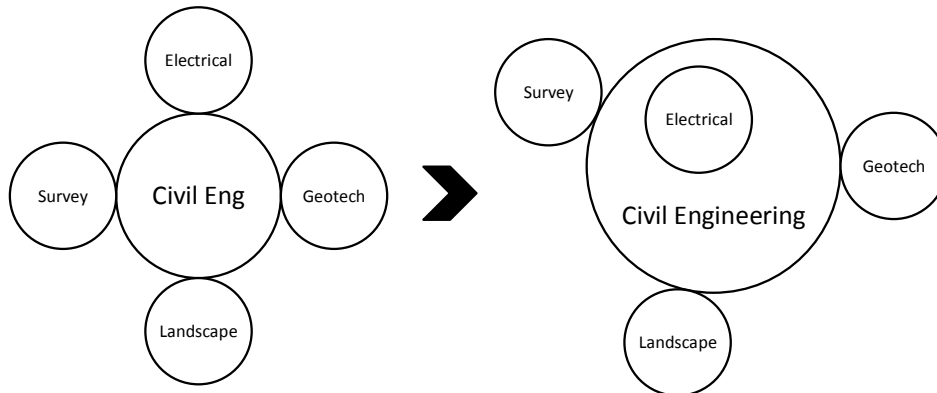 Electrical
Survey
Civil Eng
Geotech
Landscape
Survey
Electrical
Geotech
Civil Engineering
Landscape